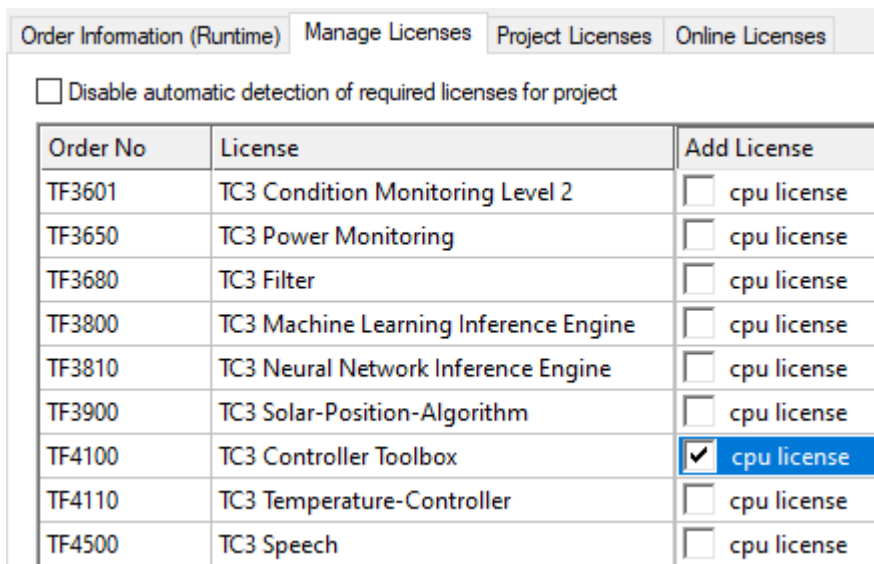 Order Information (Runtime) Manage Licenses Project Licenses Online Licenses
Disable automatic detection of required licenses for project
Order No License Add License
TF3601 TC3 Condition Monitoring Level 2 cpu license
TF3650 TC3 Power Monitoring cpu license
TF3680 TC3 Filter cpu license
TF3800 TC3 Machine Learning Inference Engine cpu license
TF3810 TC3 Neural Network Inference Engine cpu license
TF3900 TC3 Solar-Position-Algorithm cpu license
TF4100 TC3 Controller Toolbox cpu license
TF4110 TC3 Temperature-Controller cpu license
TF4500 TC3 Speech cpu license